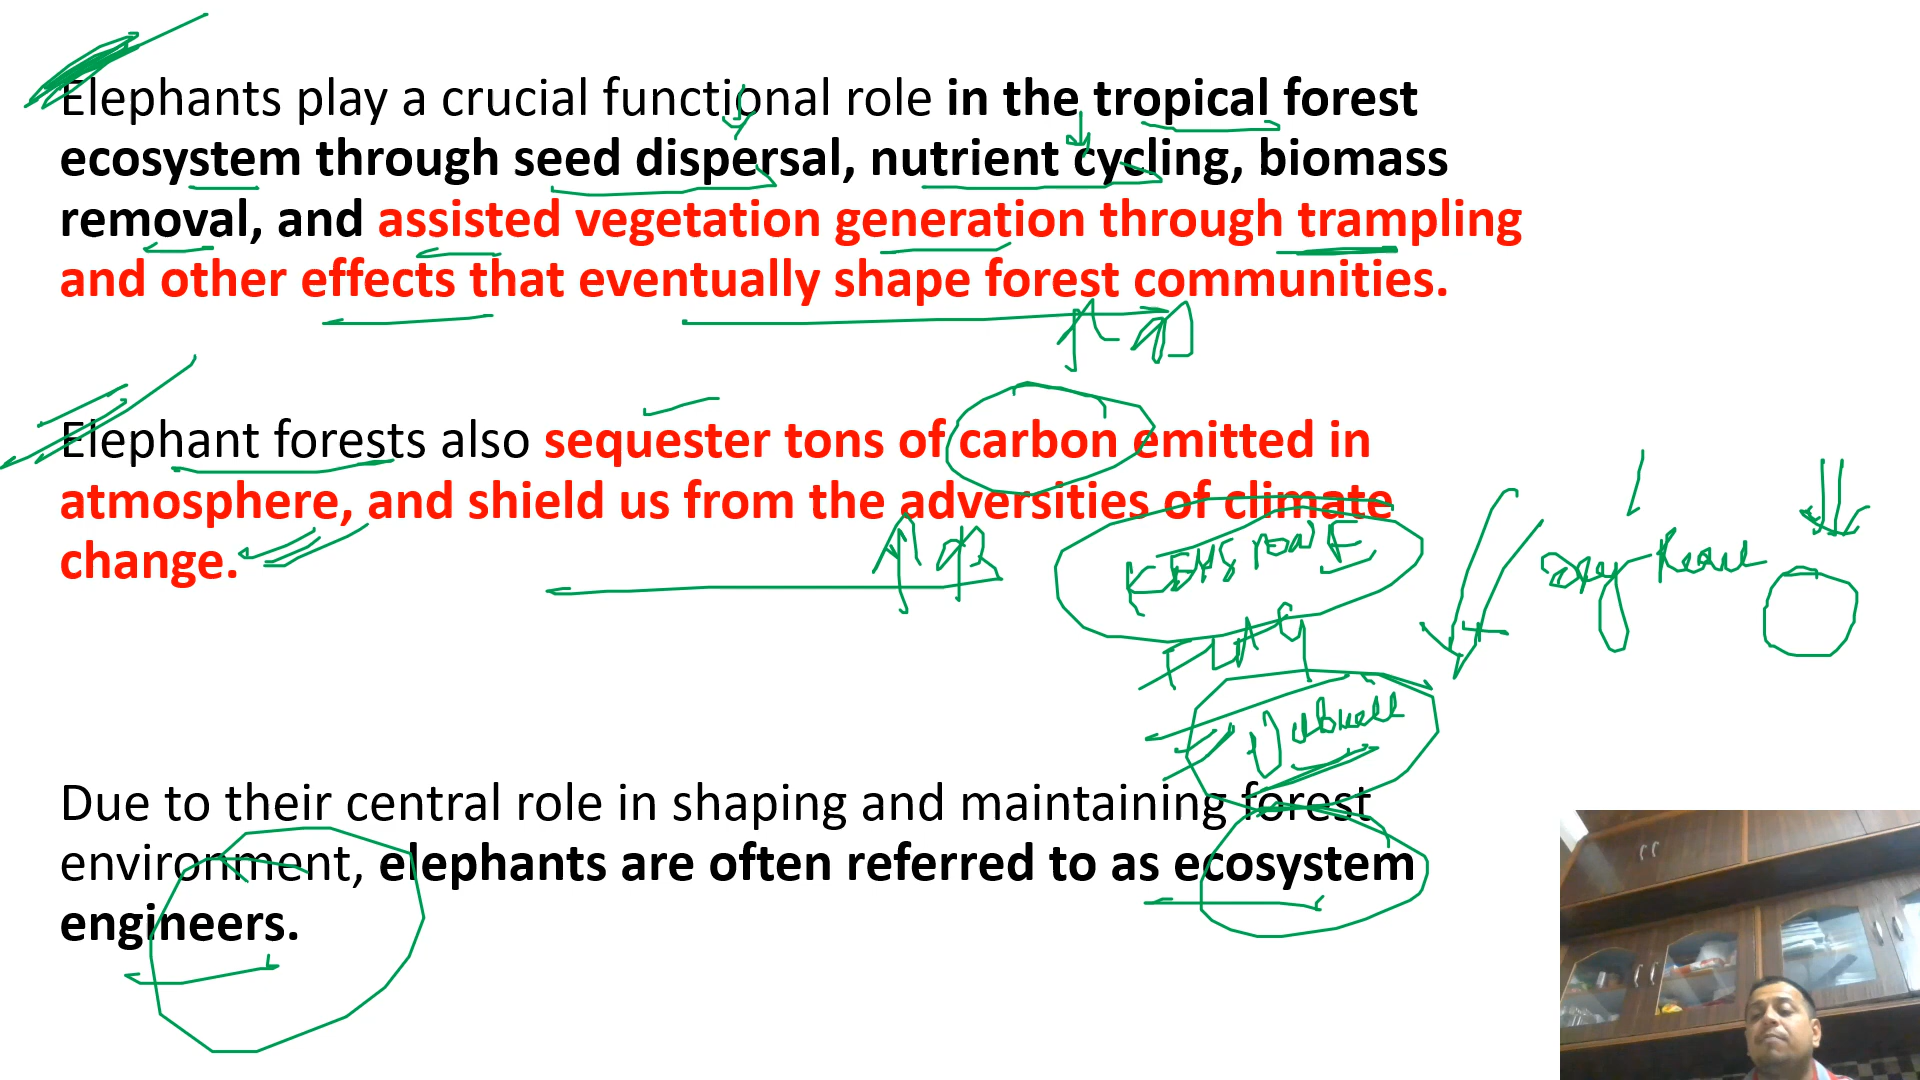 Elephants play a crucial functional role in the tropical forest
ecosystem through seed dispersal, nutrient cycling, biomass
removal, and assisted vegetation generation through trampling
and other effects that eventually shape forest communities.
Elephant forests also sequester tons of carbon emitted in
atmosphere, and shield us from the adversities of climate
change.
KEYSTONE
FLAG
Umbrella
Due to their central role in shaping and maintaining forest
environment, elephants are often referred to as ecosystem
engineers.